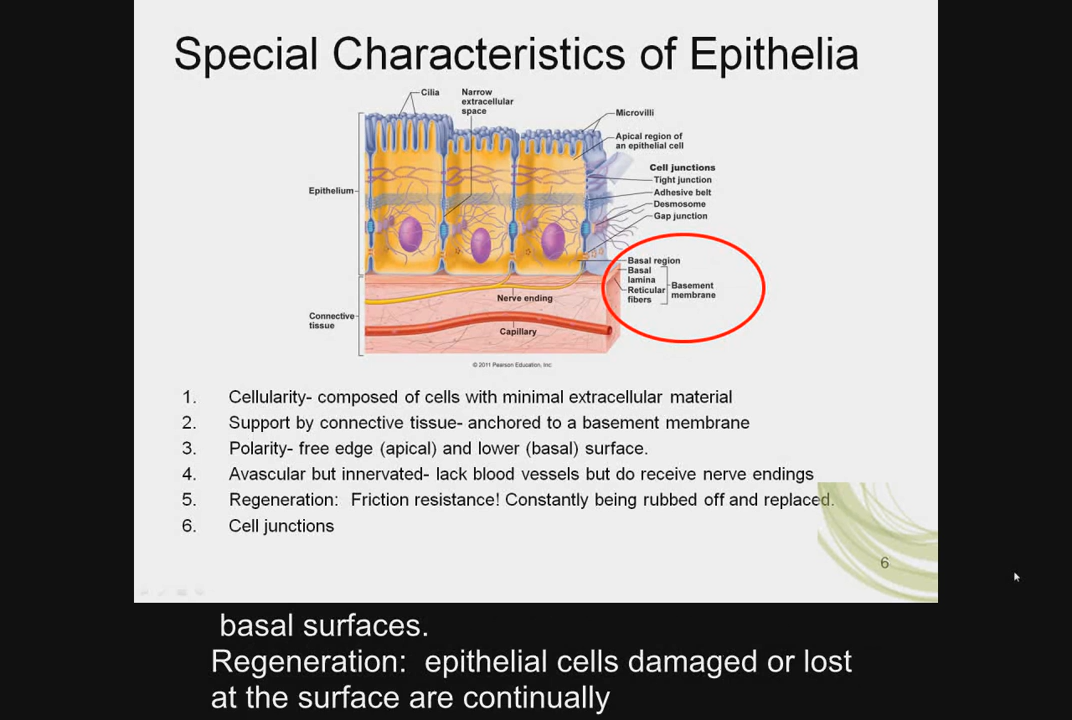 Special Characteristics of Epithelia
Cilia
Narrow
extracellular
space
Microvilli
Apical region of
an epithelial cell
Cell junctions
Tight junction
Adhesive belt
Desmosome
Gap junction
Epithelium
Basal region
Basal
lamina
Reticular
fibers
Basement
membrane
Nerve ending
Connective
tissue
Capillary
© 2011 Pearson Education, Inc.
1. Cellularity- composed of cells with minimal extracellular material
2. Support by connective tissue- anchored to a basement membrane
3. Polarity- free edge (apical) and lower (basal) surface.
4. Avascular but innervated- lack blood vessels but do receive nerve endings
5. Regeneration: Friction resistance! Constantly being rubbed off and replaced.
6. Cell junctions
6
basal surfaces.
Regeneration: epithelial cells damaged or lost
at the surface are continually